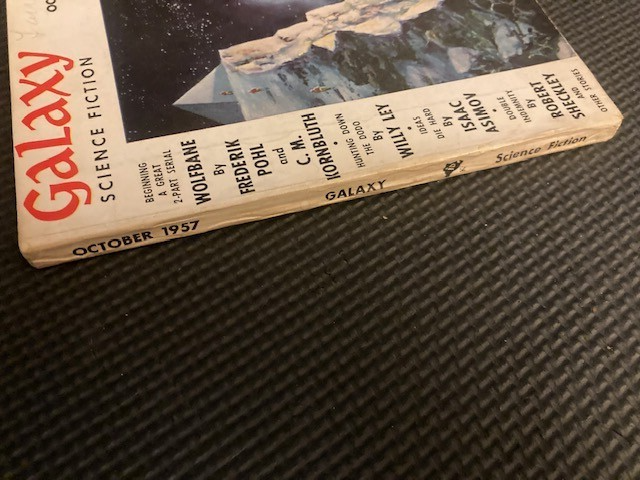 Galaxy
SCIENCE FICTION
BEGINNING
A GREAT
2-PART SERIAL
WOLFBANE
By
FREDERIK
POHL
and
C. M.
KORNBLUTH
HUNTING DOWN
THE DODO
By
WILLY LEY
IDEAS
DIE HARD
By
ISAAC
ASIMOV
DOUBLE
INDEMNITY
By
ROBERT
SHECKLEY
AND
OTHER STORIES
OCTOBER 1957
GALAXY
Science Fiction